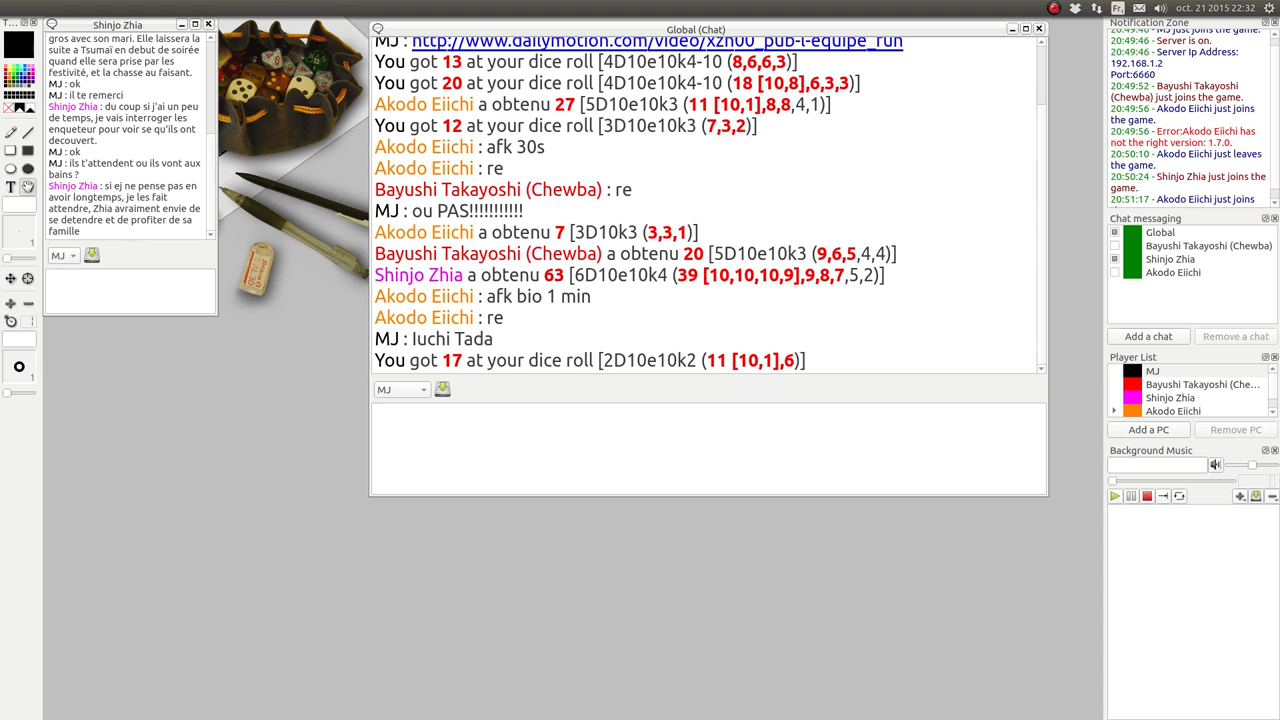 Fr
oct. 21 2015 22:32
T...
Shinjo Zhia
gros avec son mari. Elle laissera la
suite a Tsumaï en debut de soirée
quand elle sera prise par les
festivité, et la chasse au faisant.
MJ : ok
MJ : il te remerci
Shinjo Zhia : du coup si j'ai un peu
de temps, je vais interroger les
enqueteur pour voir se qu'ils ont
decouvert.
MJ : ok
MJ : ils t'attendent ou ils vont aux
bains ?
Shinjo Zhia : si ej ne pense pas en
avoir longtemps, je les fait
attendre, Zhia avraiment envie de
se detendre et de profiter de sa
famille
MJ
T
1
1
Global (Chat)
MJ : http://www.dailymotion.com/video/xzh00_pub-l-equipe_fun
You got 13 at your dice roll [4D10e10k4-10 (8,6,6,3)]
You got 20 at your dice roll [4D10e10k4-10 (18 [10,8],6,3,3)]
Akodo Eiichi a obtenu 27 [5D10e10k3 (11 [10,1],8,8,4,1)]
You got 12 at your dice roll [3D10e10k3 (7,3,2)]
Akodo Eiichi : afk 30s
Akodo Eiichi : re
Bayushi Takayoshi (Chewba) : re
MJ : ou PAS!!!!!!!!!!!
Akodo Eiichi a obtenu 7 [3D10k3 (3,3,1)]
Bayushi Takayoshi (Chewba) a obtenu 20 [5D10e10k3 (9,6,5,4,4)]
Shinjo Zhia a obtenu 63 [6D10e10k4 (39 [10,10,10,9],9,8,7,5,2)]
Akodo Eiichi : afk bio 1 min
Akodo Eiichi : re
MJ : Iuchi Tada
You got 17 at your dice roll [2D10e10k2 (11 [10,1],6)]
MJ
Notification Zone
20:49:46 - MJ just joins the game.
20:49:46 - Server is on.
20:49:46 - Server Ip Address:
192.168.1.2
Port:6660
20:49:52 - Bayushi Takayoshi
(Chewba) just joins the game.
20:49:56 - Akodo Eiichi just joins
the game.
20:49:56 - Error:Akodo Eiichi has
not the right version: 1.7.0.
20:50:10 - Akodo Eiichi just leaves
the game.
20:50:24 - Shinjo Zhia just joins the
game.
20:51:17 - Akodo Eiichi just joins
Chat messaging
Global
Bayushi Takayoshi (Chewba)
Shinjo Zhia
Akodo Eiichi
Add a chat
Remove a chat
Player List
MJ
Bayushi Takayoshi (Che...
Shinjo Zhia
Akodo Eiichi
Add a PC
Remove PC
Background Music